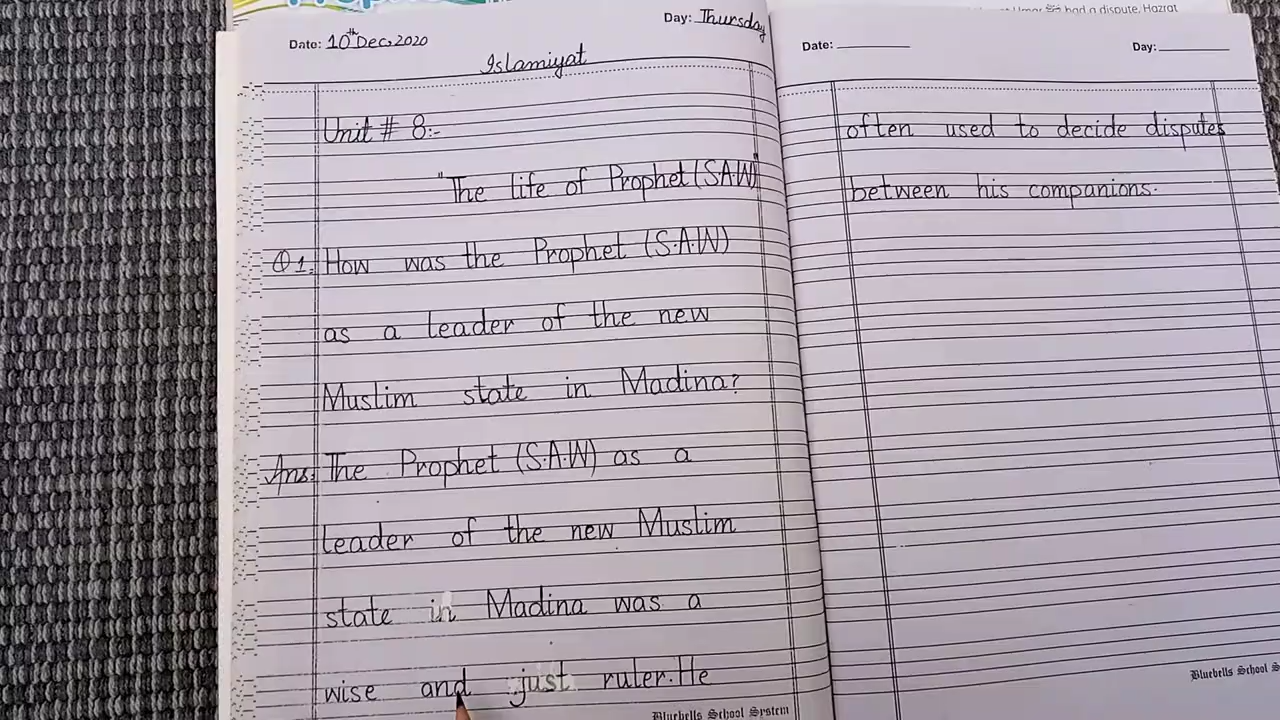 Date: 10th Dec, 2020
Day: Thursday
Islamiyat
Unit # 8:-
"The life of Prophet (S.A.W)"
Q1. How was the Prophet (S.A.W)
as a leader of the new
Muslim state in Madina?
Ans: The Prophet (S.A.W) as a
leader of the new Muslim
state in Madina was a
wise and just ruler. He
Bluebells School System
had a dispute. Hazrat
Date:
Day:
often used to decide disputes
between his companions.
Bluebells School S